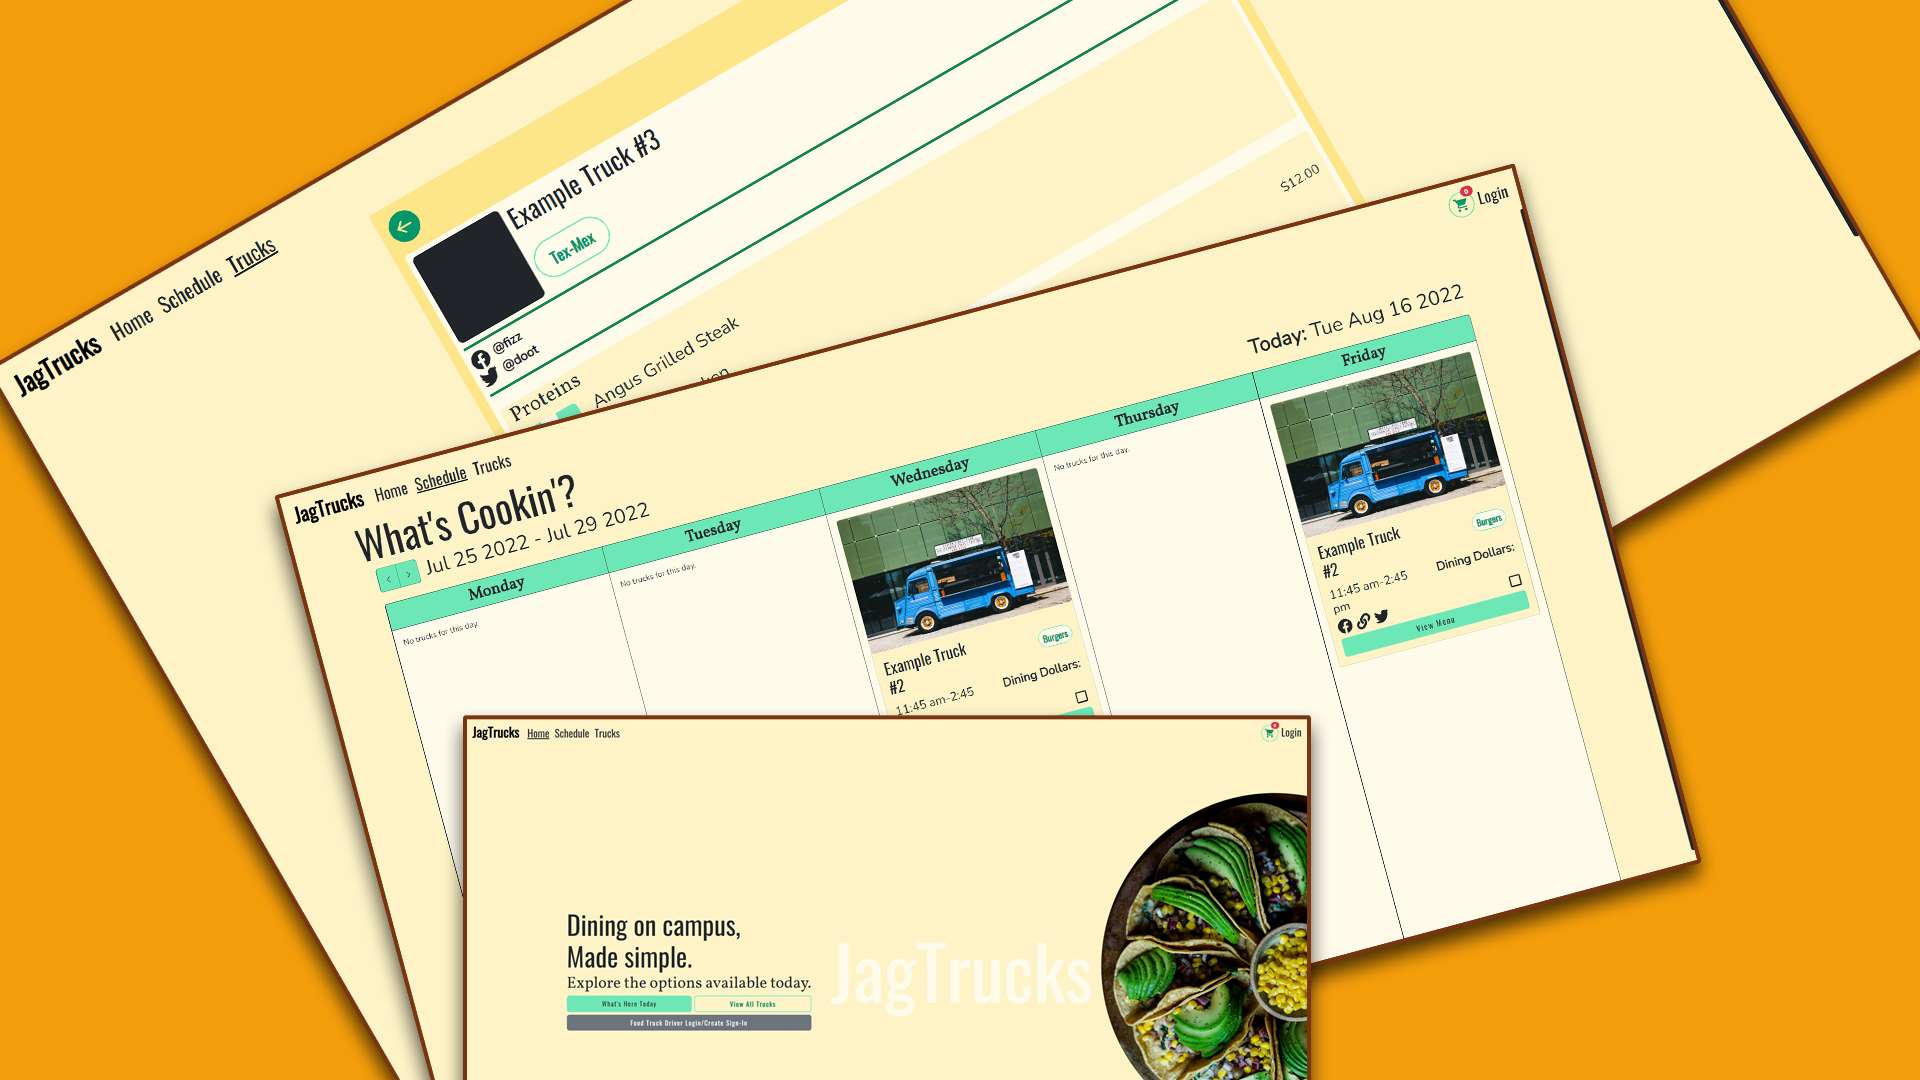 JagTrucks Home Schedule Trucks
Example Truck #3
Tex-Mex
@fizz
@doot
Proteins
Angus Grilled Steak
$12.00
JagTrucks Home Schedule Trucks
0 Login
What's Cookin'?
Jul 25 2022 - Jul 29 2022
Today: Tue Aug 16 2022
Monday Tuesday Wednesday Thursday Friday
No trucks for this day.
No trucks for this day.
Example Truck #2
Burgers
11:45 am-2:45
Dining Dollars:
No trucks for this day.
Example Truck #2
Burgers
11:45 am-2:45 pm
Dining Dollars:
View Menu
JagTrucks Home Schedule Trucks
0 Login
Dining on campus,
Made simple.
Explore the options available today.
What's Here Today View All Trucks
Food Truck Driver Login/Create Sign-In
JagTrucks